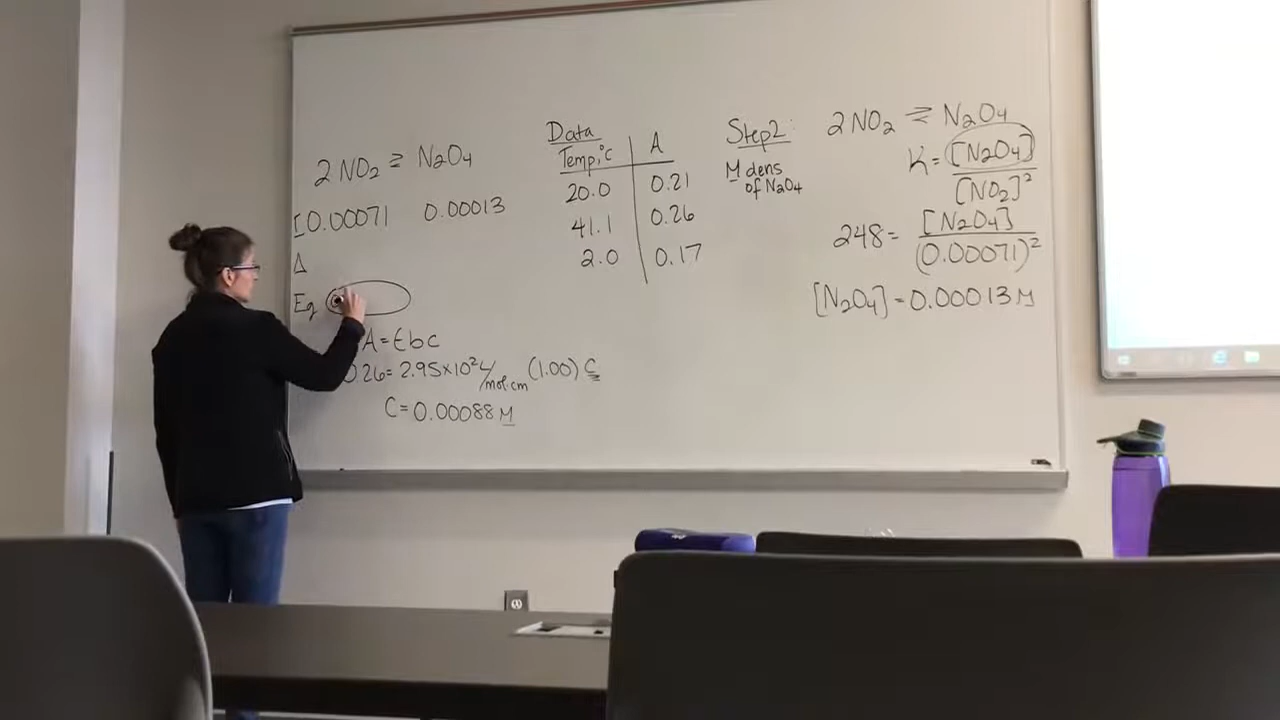 2 NO₂ ⇌ N₂O₄
I 0.00071 0.00013
Δ
Eq
A = εbc
0.26 = 2.95×10² L/mol·cm (1.00) C
C = 0.00088 M
Data
Temp, °C A
20.0 0.21
41.1 0.26
2.0 0.17
Step 2:
M dens
of N₂O₄
2 NO₂ ⇌ N₂O₄
K = [N₂O₄]
[NO₂]²
248 = [N₂O₄]
(0.00071)²
[N₂O₄] = 0.00013 M